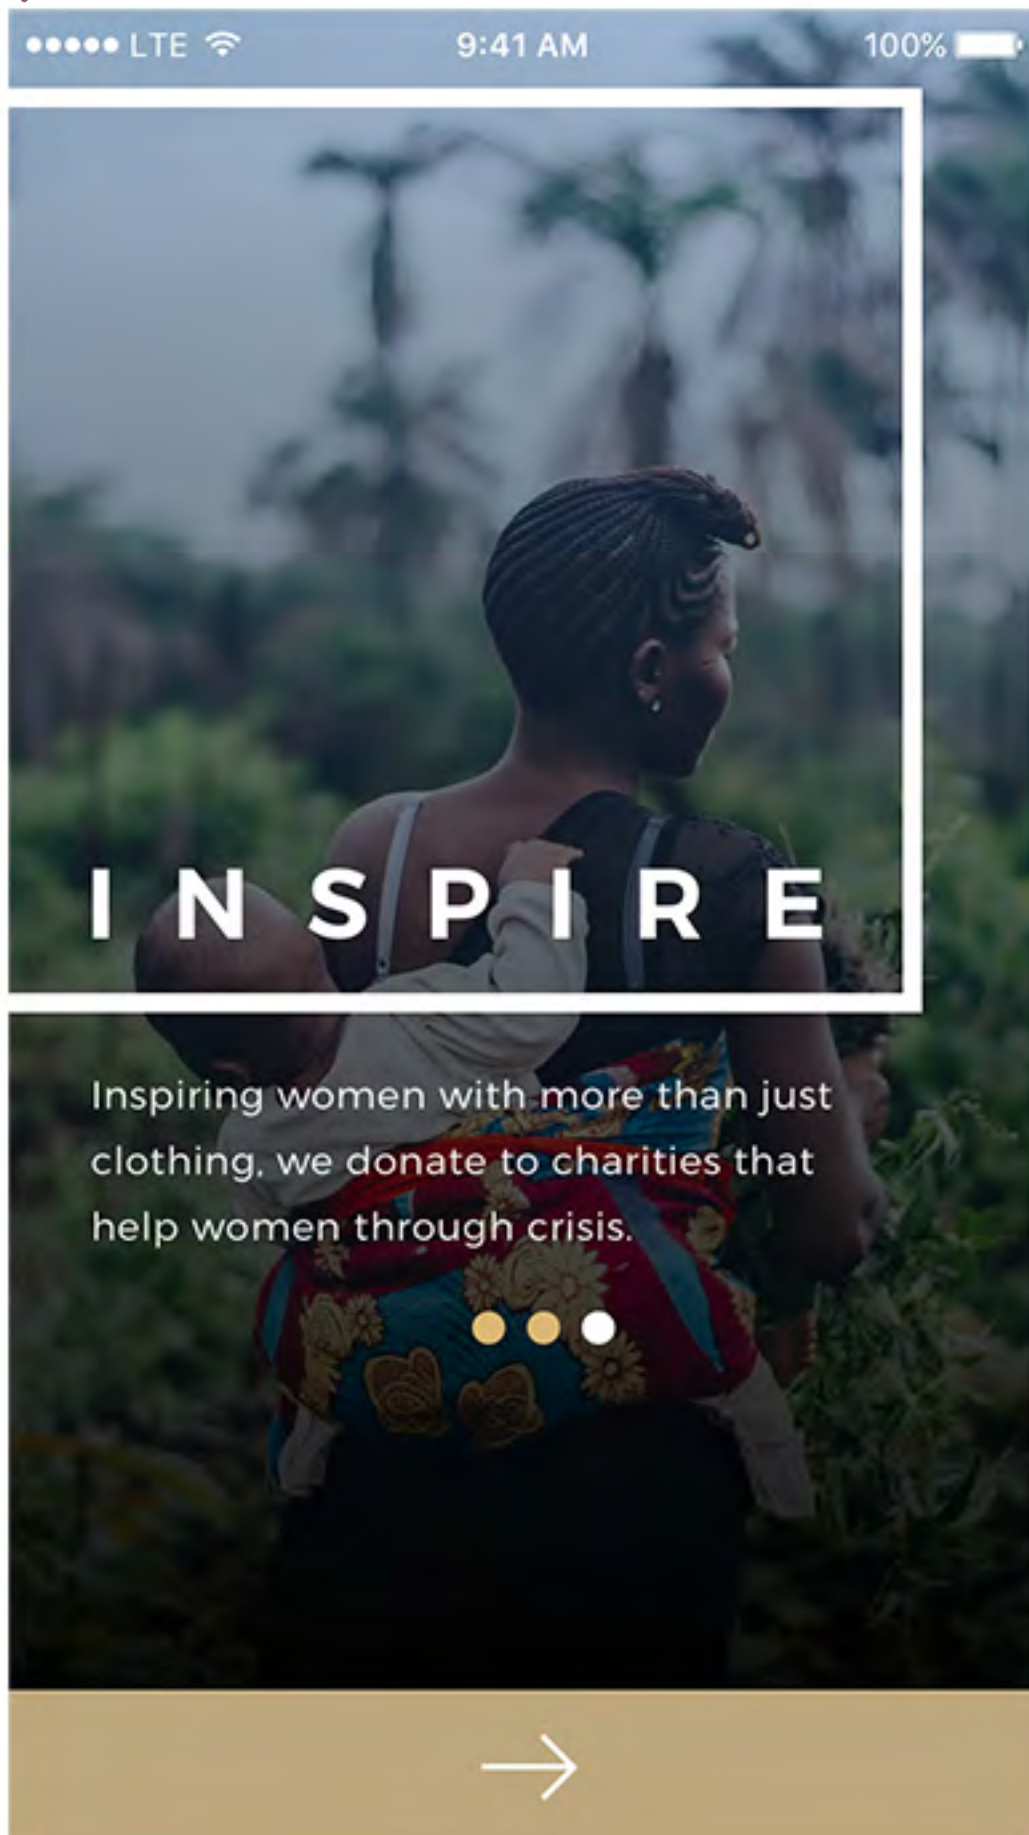 LTE 9:41 AM 100%
INSPIRE
Inspiring women with more than just
clothing, we donate to charities that
help women through crisis.